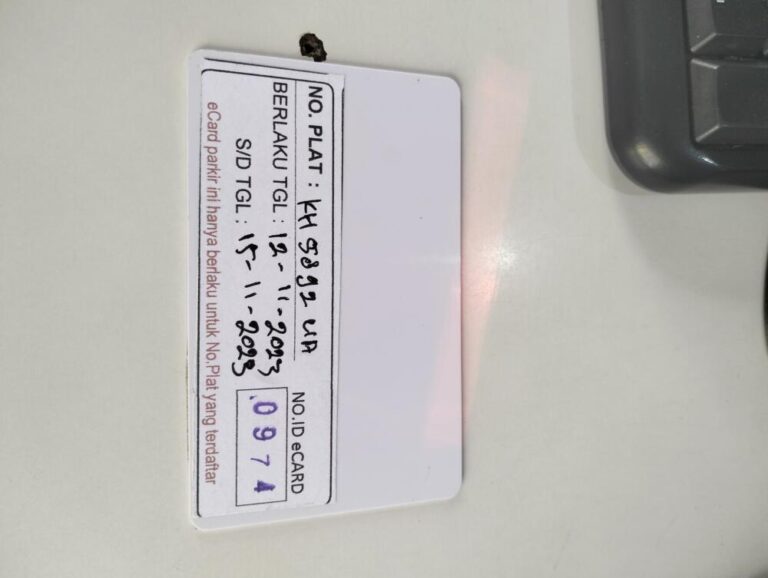 NO. PLAT : KH 5892 UA
BERLAKU TGL : 12-11-2023
S/D TGL : 15-11-2023
NO.ID eCARD
0974
eCard parkir ini hanya berlaku untuk No.Plat yang terdaftar